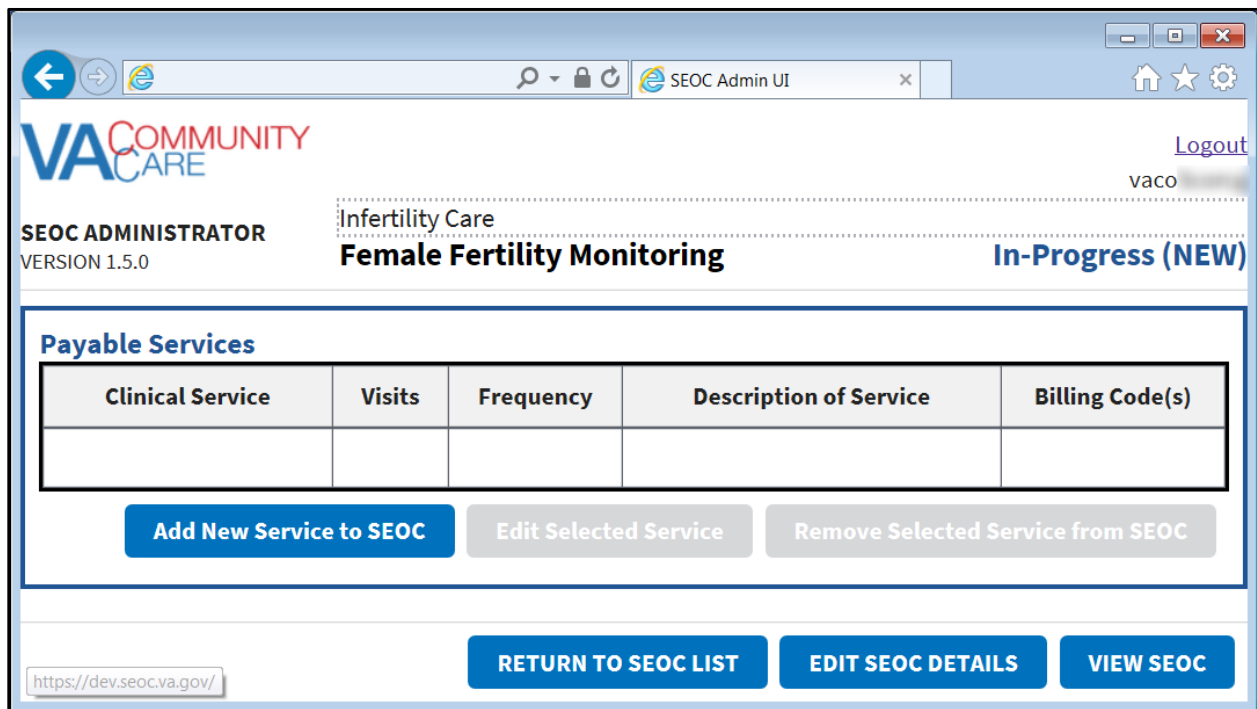 SEOC Admin UI
VA COMMUNITY CARE
Logout
vaco
SEOC ADMINISTRATOR
VERSION 1.5.0
Infertility Care
Female Fertility Monitoring
In-Progress (NEW)
Payable Services
Clinical Service Visits Frequency Description of Service Billing Code(s)
Add New Service to SEOC Edit Selected Service Remove Selected Service from SEOC
RETURN TO SEOC LIST EDIT SEOC DETAILS VIEW SEOC
https://dev.seoc.va.gov/